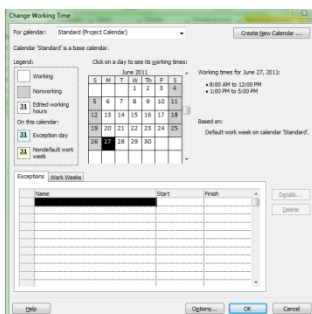 Change Working Time
For calendar: Standard (Project Calendar)
Create New Calendar ...
Calendar 'Standard' is a base calendar.
Legend:
Working
Nonworking
31 Edited working hours
On this calendar:
31 Exception day
31 Nondefault work week
Click on a day to see its working times:
June 2011
S M T W Th F S
1 2 3 4
5 6 7 8 9 10 11
12 13 14 15 16 17 18
19 20 21 22 23 24 25
26 27 28 29 30
Working times for June 27, 2011:
• 8:00 AM to 12:00 PM
• 1:00 PM to 5:00 PM
Based on:
Default work week on calendar 'Standard'.
Exceptions Work Weeks
Name Start Finish
Details...
Delete
Help
Options...
OK
Cancel